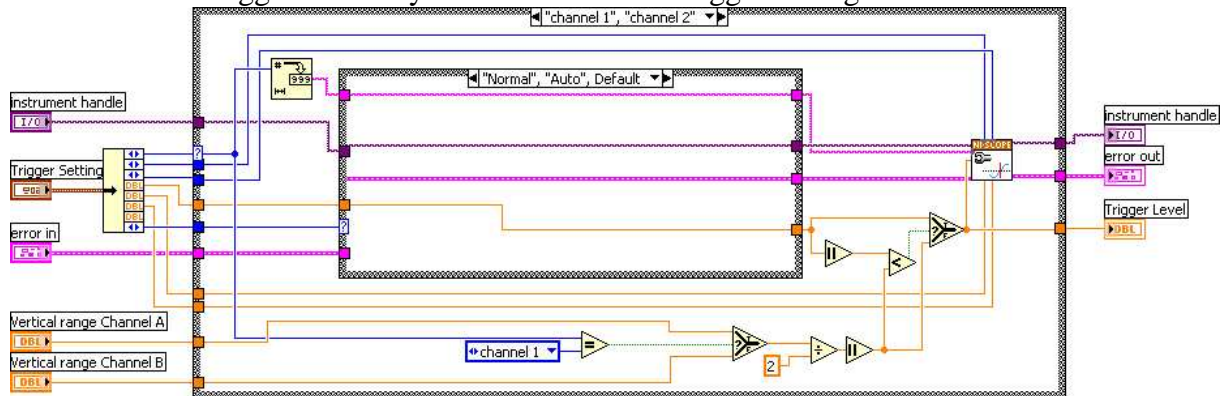 "channel 1", "channel 2"
999
"Normal", "Auto", Default
instrument handle
I/O
?
Trigger Setting
DBL
DBL
DBL
DBL
error in
?
Vertical range Channel A
DBL
Vertical range Channel B
DBL
channel 1
=
?
2
÷
<
?
NI-SCOPE
instrument handle
I/O
error out
Trigger Level
DBL